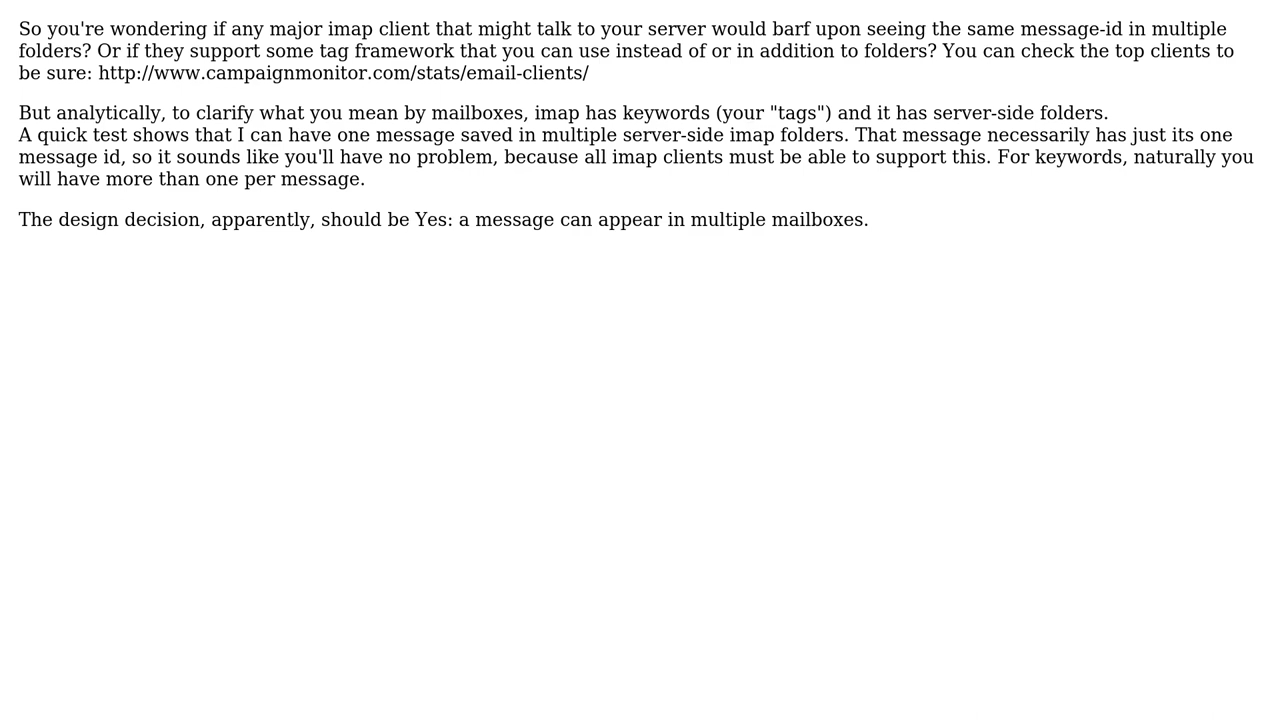 So you're wondering if any major imap client that might talk to your server would barf upon seeing the same message-id in multiple
folders? Or if they support some tag framework that you can use instead of or in addition to folders? You can check the top clients to
be sure: http://www.campaignmonitor.com/stats/email-clients/
But analytically, to clarify what you mean by mailboxes, imap has keywords (your "tags") and it has server-side folders.
A quick test shows that I can have one message saved in multiple server-side imap folders. That message necessarily has just its one
message id, so it sounds like you'll have no problem, because all imap clients must be able to support this. For keywords, naturally you
will have more than one per message.
The design decision, apparently, should be Yes: a message can appear in multiple mailboxes.